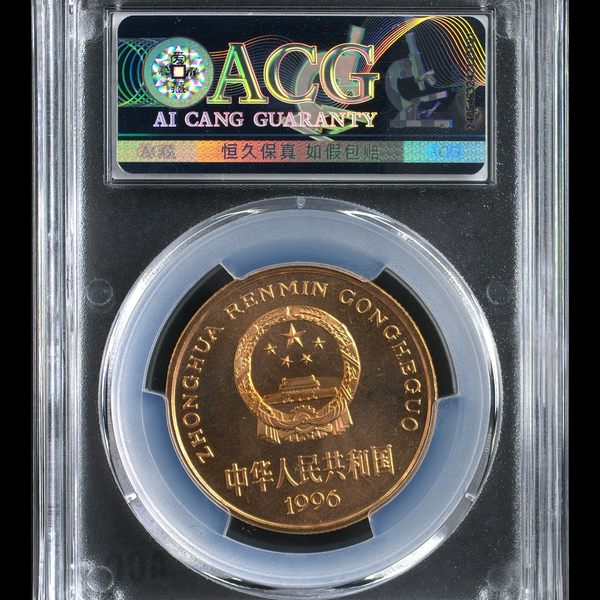 ACG
AI CANG GUARANTY
ACG 恒久保真 如假包赔 ACG
ZHONGHUA RENMIN GONGHEGUO
中华人民共和国
1996